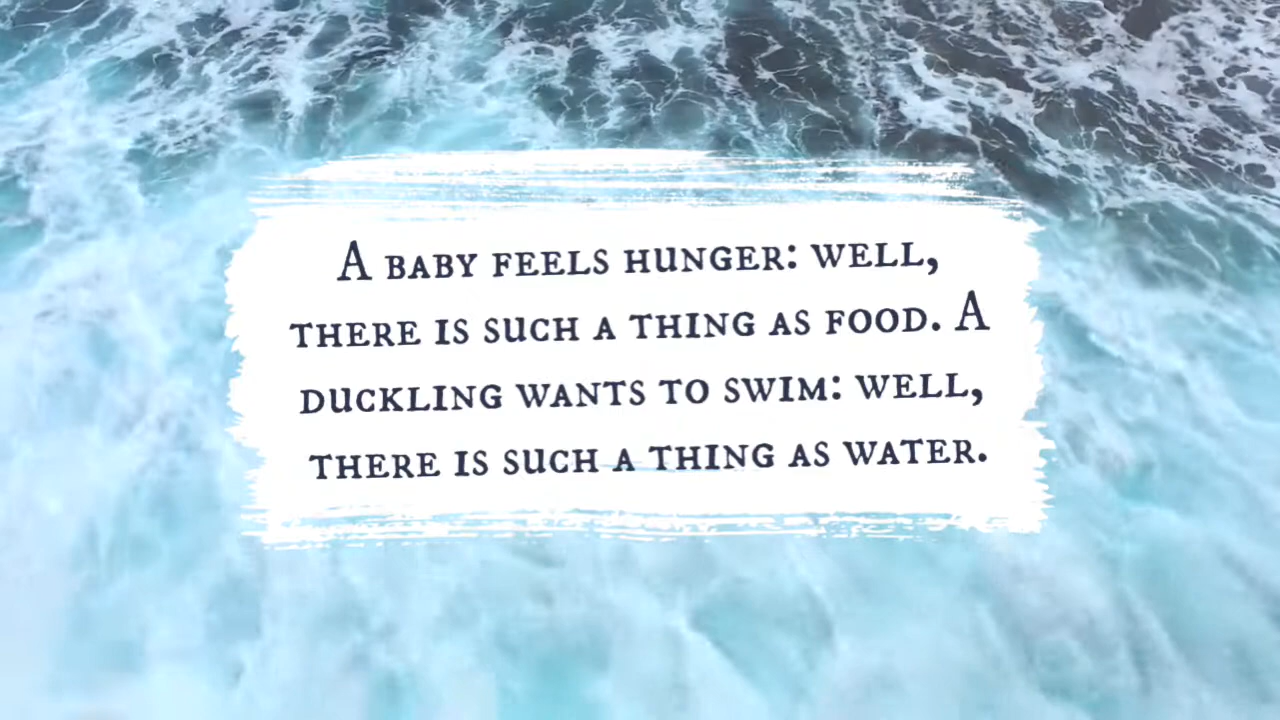 A baby feels hunger: well,
there is such a thing as food. A
duckling wants to swim: well,
there is such a thing as water.